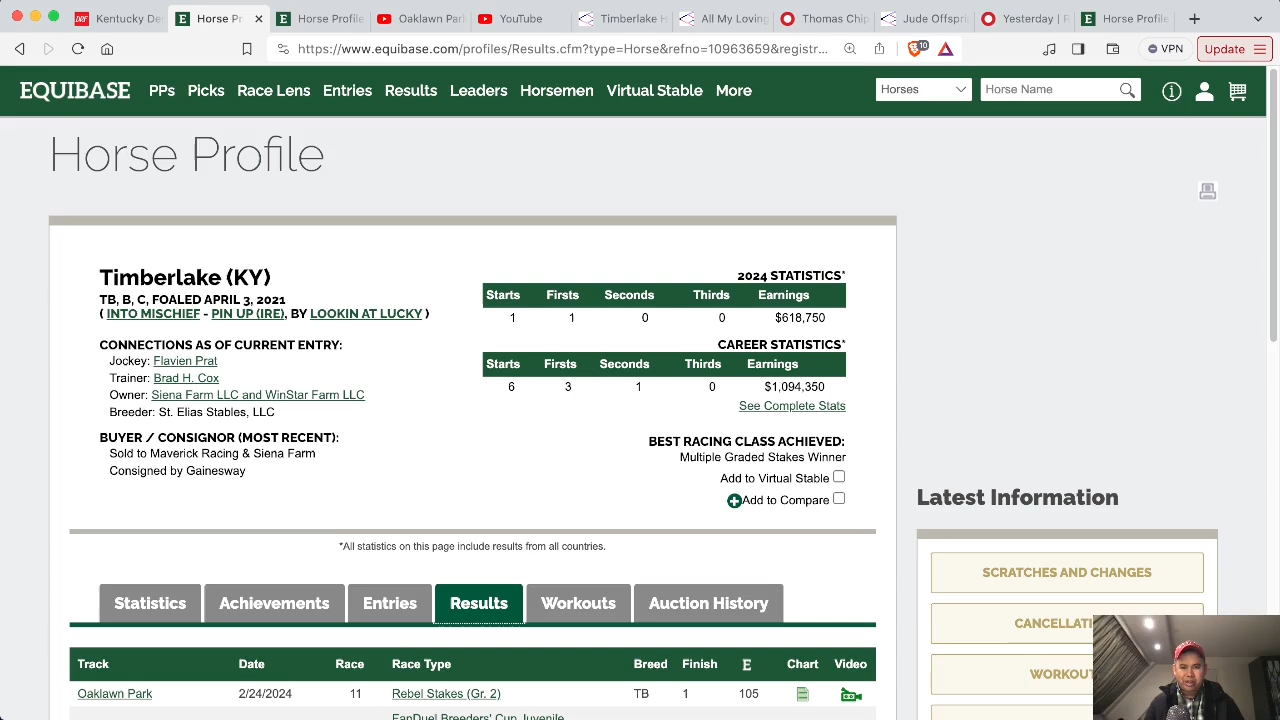 Kentucky De
Horse Pr
Horse Profile
Oaklawn Par
YouTube
Timberlake H
All My Loving
Thomas Chip
Jude Offspri
Yesterday | R
Horse Profile
https://www.equibase.com/profiles/Results.cfm?type=Horse&refno=10963659&registr...
10
VPN
Update
EQUIBASE
PPs Picks Race Lens Entries Results Leaders Horsemen Virtual Stable More
Horses
Horse Name
Horse Profile
Timberlake (KY)
TB, B, C, FOALED APRIL 3, 2021
( INTO MISCHIEF - PIN UP (IRE), BY LOOKIN AT LUCKY )
CONNECTIONS AS OF CURRENT ENTRY:
Jockey: Flavien Prat
Trainer: Brad H. Cox
Owner: Siena Farm LLC and WinStar Farm LLC
Breeder: St. Elias Stables, LLC
BUYER / CONSIGNOR (MOST RECENT):
Sold to Maverick Racing & Siena Farm
Consigned by Gainesway
2024 STATISTICS*
Starts Firsts Seconds Thirds Earnings
1 1 0 0 $618,750
CAREER STATISTICS*
Starts Firsts Seconds Thirds Earnings
6 3 1 0 $1,094,350
See Complete Stats
BEST RACING CLASS ACHIEVED:
Multiple Graded Stakes Winner
Add to Virtual Stable
Add to Compare
*All statistics on this page include results from all countries.
Statistics Achievements Entries Results Workouts Auction History
Track Date Race Race Type Breed Finish E Chart Video
Oaklawn Park 2/24/2024 11 Rebel Stakes (Gr. 2) TB 1 105
FanDuel Breeders' Cup Juvenile
Latest Information
SCRATCHES AND CHANGES
CANCELLATI
WORKOUT